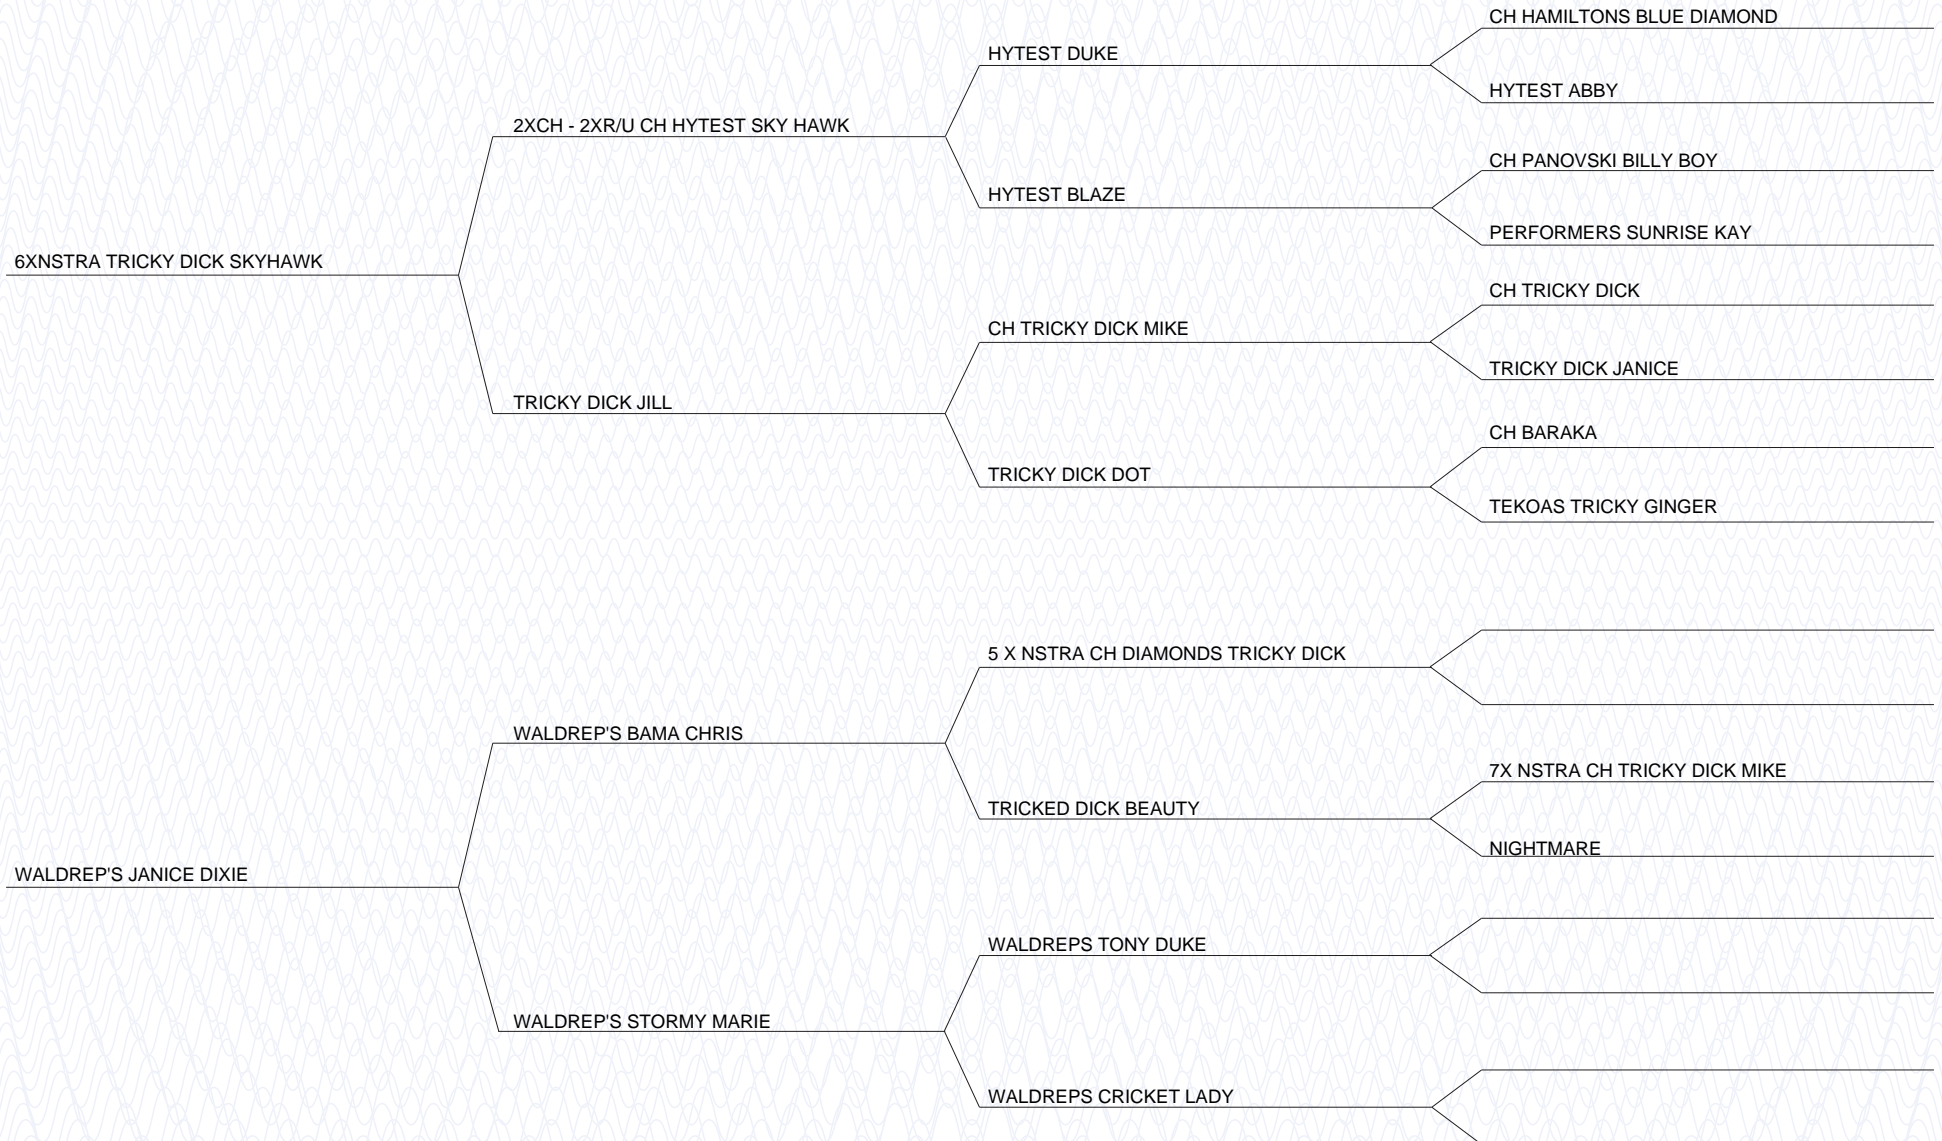 CH HAMILTONS BLUE DIAMOND
HYTEST DUKE
HYTEST ABBY
2XCH - 2XR/U CH HYTEST SKY HAWK
CH PANOVSKI BILLY BOY
HYTEST BLAZE
PERFORMERS SUNRISE KAY
6XNSTRA TRICKY DICK SKYHAWK
CH TRICKY DICK
CH TRICKY DICK MIKE
TRICKY DICK JANICE
TRICKY DICK JILL
CH BARAKA
TRICKY DICK DOT
TEKOAS TRICKY GINGER
5 X NSTRA CH DIAMONDS TRICKY DICK
WALDREP'S BAMA CHRIS
7X NSTRA CH TRICKY DICK MIKE
TRICKED DICK BEAUTY
NIGHTMARE
WALDREP'S JANICE DIXIE
WALDREPS TONY DUKE
WALDREP'S STORMY MARIE
WALDREPS CRICKET LADY